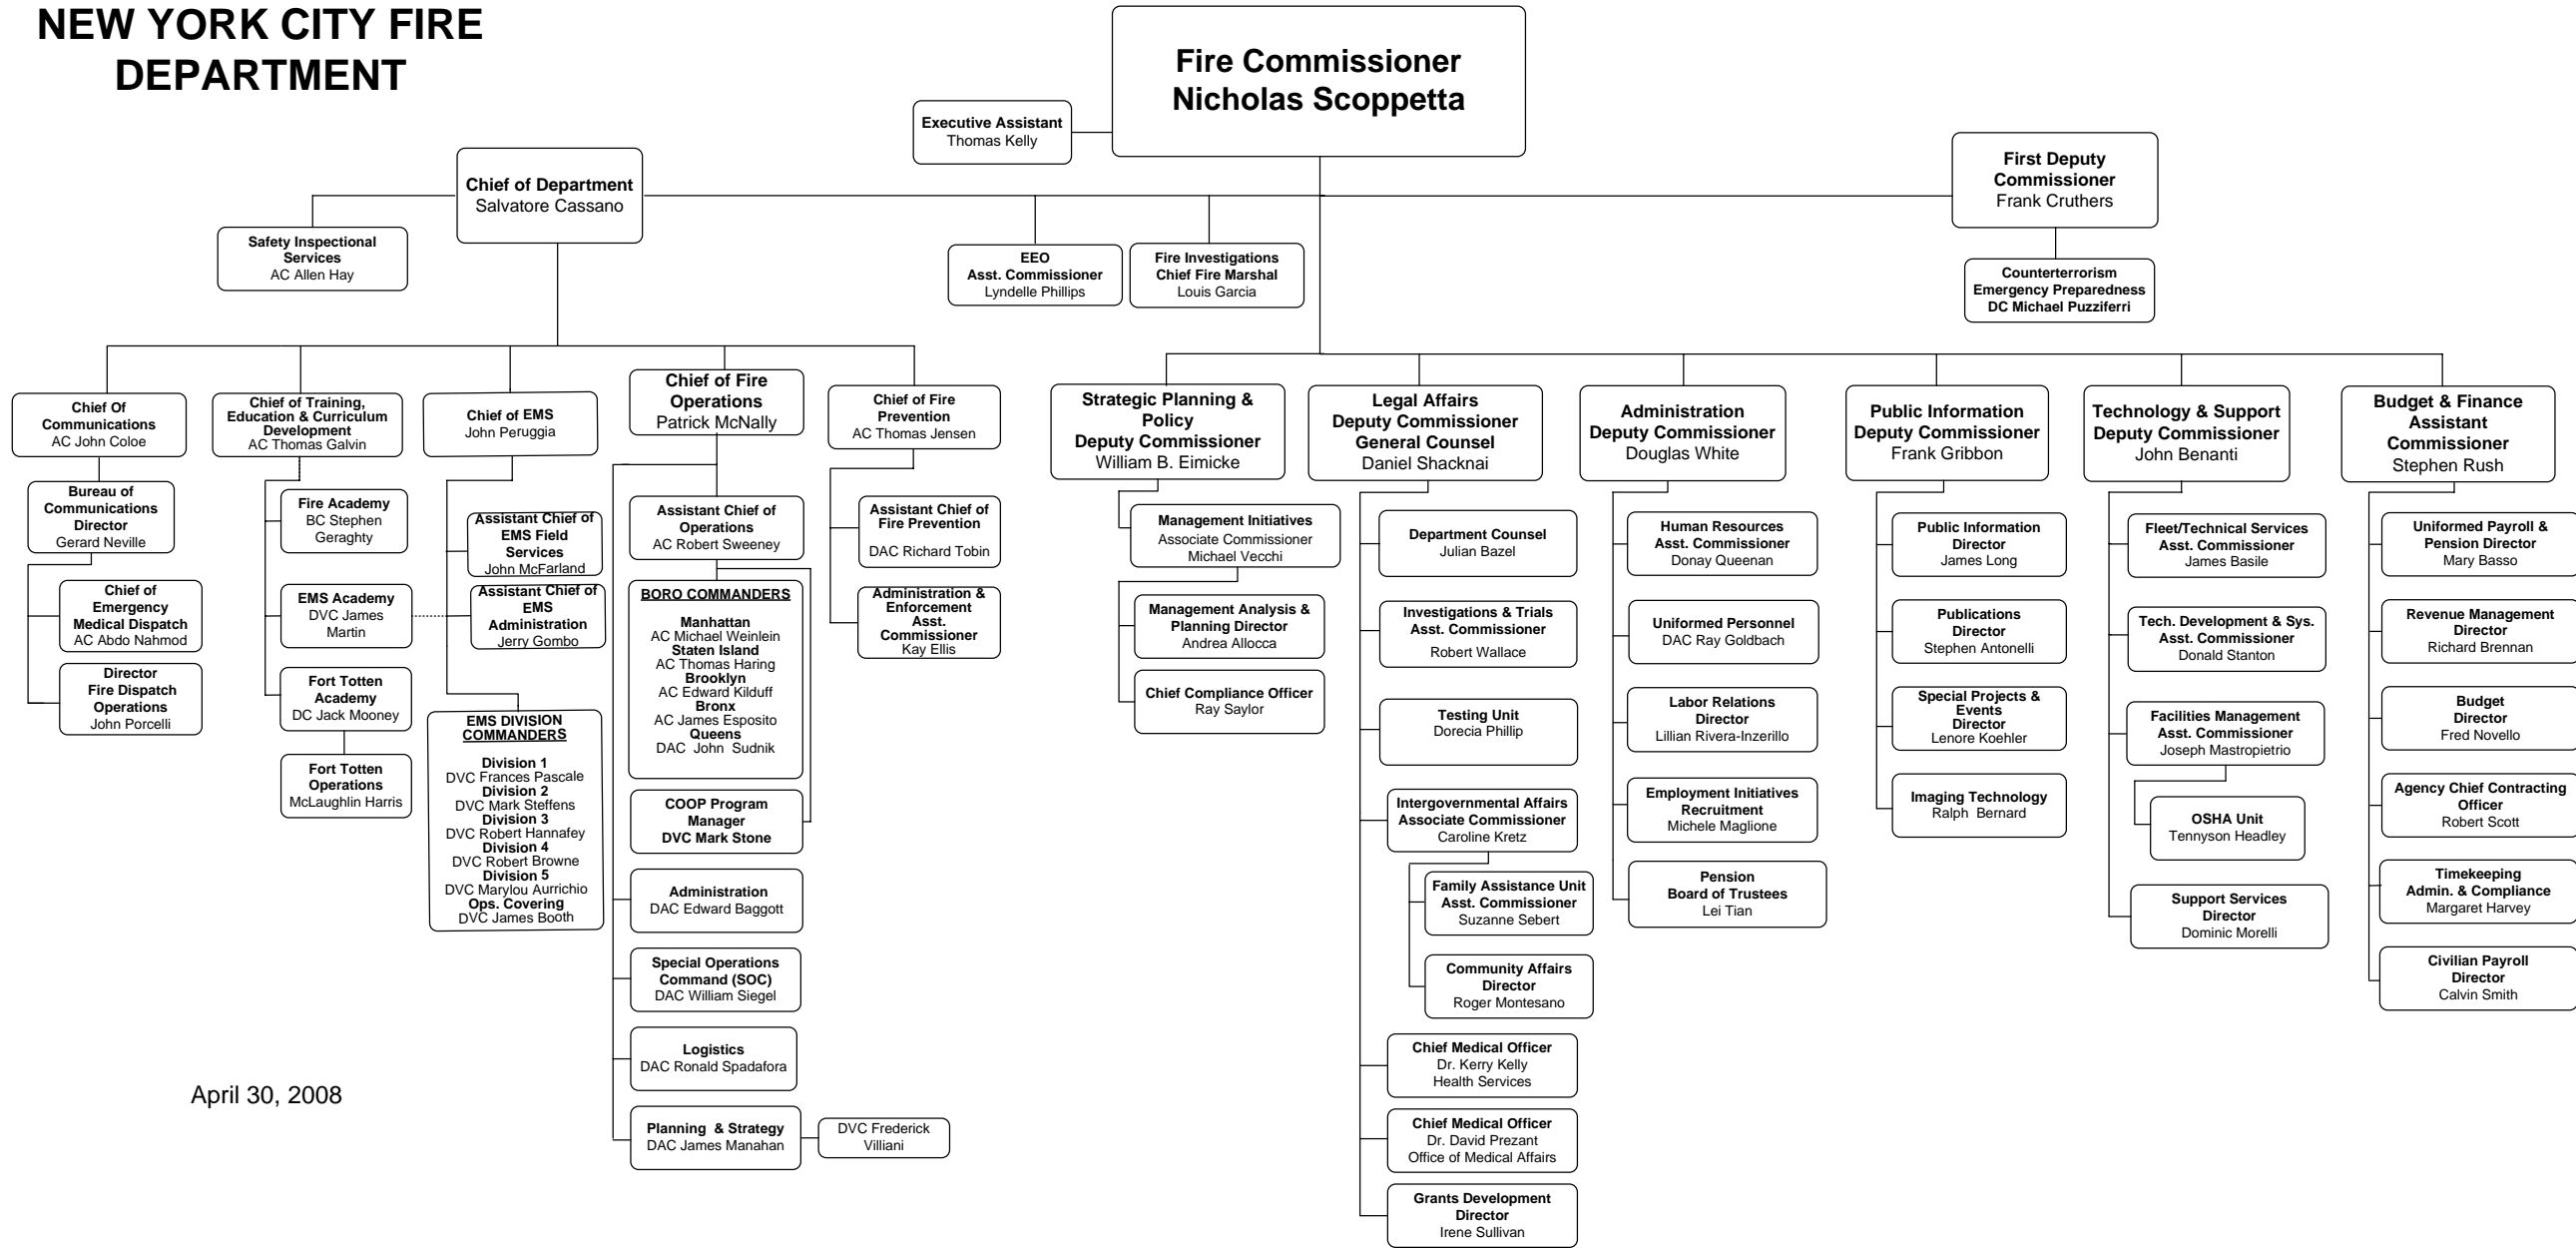 NEW YORK CITY FIRE
DEPARTMENT
Fire Commissioner
Nicholas Scoppetta
Executive Assistant
Thomas Kelly
Chief of Department
Salvatore Cassano
First Deputy
Commissioner
Frank Cruthers
Safety Inspectional
Services
AC Allen Hay
EEO
Asst. Commissioner
Lyndelle Phillips
Fire Investigations
Chief Fire Marshal
Louis Garcia
Counterterrorism
Emergency Preparedness
DC Michael Puzziferri
Chief Of
Communications
AC John Coloe
Bureau of
Communications
Director
Gerard Neville
Chief of
Emergency
Medical Dispatch
AC Abdo Nahmod
Director
Fire Dispatch
Operations
John Porcelli
Chief of Training,
Education & Curriculum
Development
AC Thomas Galvin
Fire Academy
BC Stephen
Geraghty
EMS Academy
DVC James
Martin
Fort Totten
Academy
DC Jack Mooney
Fort Totten
Operations
McLaughlin Harris
Chief of EMS
John Peruggia
Assistant Chief of
EMS Field
Services
John McFarland
Assistant Chief of
EMS
Administration
Jerry Gombo
EMS DIVISION
COMMANDERS
Division 1
DVC Frances Pascale
Division 2
DVC Mark Steffens
Division 3
DVC Robert Hannafey
Division 4
DVC Robert Browne
Division 5
DVC Marylou Aurrichio
Ops. Covering
DVC James Booth
Chief of Fire
Operations
Patrick McNally
Assistant Chief of
Operations
AC Robert Sweeney
BORO COMMANDERS
Manhattan
AC Michael Weinlein
Staten Island
AC Thomas Haring
Brooklyn
AC Edward Kilduff
Bronx
AC James Esposito
Queens
DAC John Sudnik
COOP Program
Manager
DVC Mark Stone
Administration
DAC Edward Baggott
Special Operations
Command (SOC)
DAC William Siegel
Logistics
DAC Ronald Spadafora
Planning & Strategy
DAC James Manahan
DVC Frederick
Villiani
Chief of Fire
Prevention
AC Thomas Jensen
Assistant Chief of
Fire Prevention
DAC Richard Tobin
Administration &
Enforcement
Asst.
Commissioner
Kay Ellis
Strategic Planning &
Policy
Deputy Commissioner
William B. Eimicke
Management Initiatives
Associate Commissioner
Michael Vecchi
Management Analysis &
Planning Director
Andrea Allocca
Chief Compliance Officer
Ray Saylor
Legal Affairs
Deputy Commissioner
General Counsel
Daniel Shacknai
Department Counsel
Julian Bazel
Investigations & Trials
Asst. Commissioner
Robert Wallace
Testing Unit
Dorecia Phillip
Intergovernmental Affairs
Associate Commissioner
Caroline Kretz
Family Assistance Unit
Asst. Commissioner
Suzanne Sebert
Community Affairs
Director
Roger Montesano
Chief Medical Officer
Dr. Kerry Kelly
Health Services
Chief Medical Officer
Dr. David Prezant
Office of Medical Affairs
Grants Development
Director
Irene Sullivan
Administration
Deputy Commissioner
Douglas White
Human Resources
Asst. Commissioner
Donay Queenan
Uniformed Personnel
DAC Ray Goldbach
Labor Relations
Director
Lillian Rivera-Inzerillo
Employment Initiatives
Recruitment
Michele Maglione
Pension
Board of Trustees
Lei Tian
Public Information
Deputy Commissioner
Frank Gribbon
Public Information
Director
James Long
Publications
Director
Stephen Antonelli
Special Projects &
Events
Director
Lenore Koehler
Imaging Technology
Ralph Bernard
Technology & Support
Deputy Commissioner
John Benanti
Fleet/Technical Services
Asst. Commissioner
James Basile
Tech. Development & Sys.
Asst. Commissioner
Donald Stanton
Facilities Management
Asst. Commissioner
Joseph Mastropietrio
OSHA Unit
Tennyson Headley
Support Services
Director
Dominic Morelli
Budget & Finance
Assistant
Commissioner
Stephen Rush
Uniformed Payroll &
Pension Director
Mary Basso
Revenue Management
Director
Richard Brennan
Budget
Director
Fred Novello
Agency Chief Contracting
Officer
Robert Scott
Timekeeping
Admin. & Compliance
Margaret Harvey
Civilian Payroll
Director
Calvin Smith
April 30, 2008